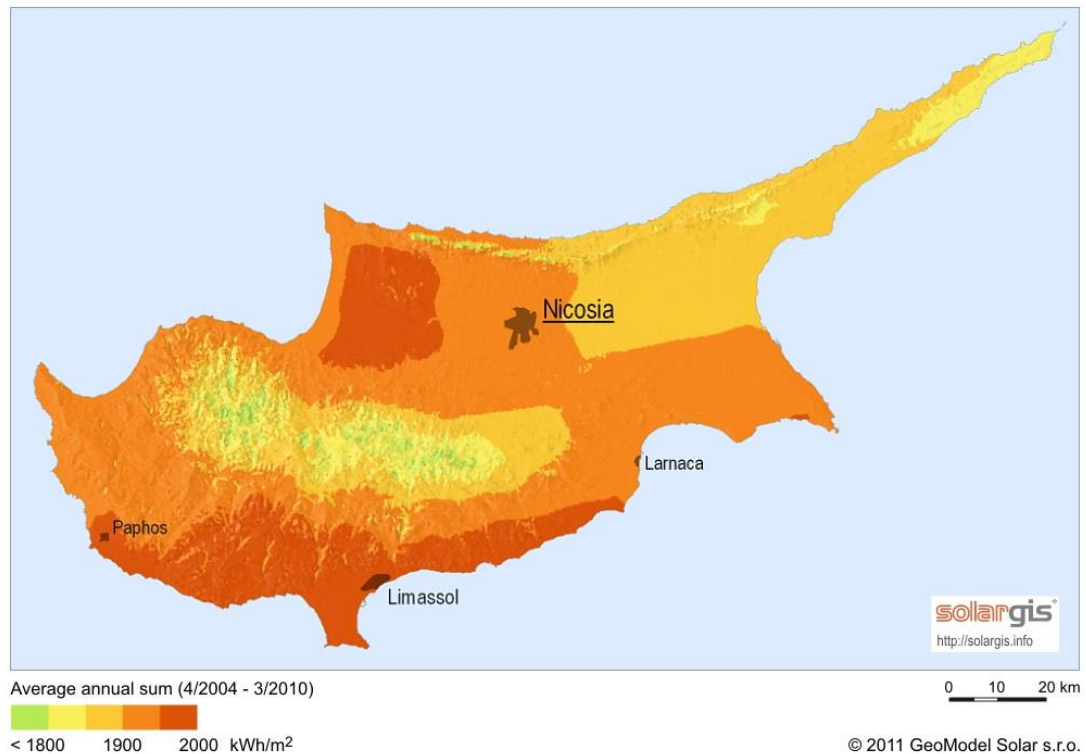 Nicosia
Larnaca
Paphos
Limassol
solargis
http://solargis.info
Average annual sum (4/2004 - 3/2010)
0 10 20 km
< 1800 1900 2000 kWh/m²
© 2011 GeoModel Solar s.r.o.